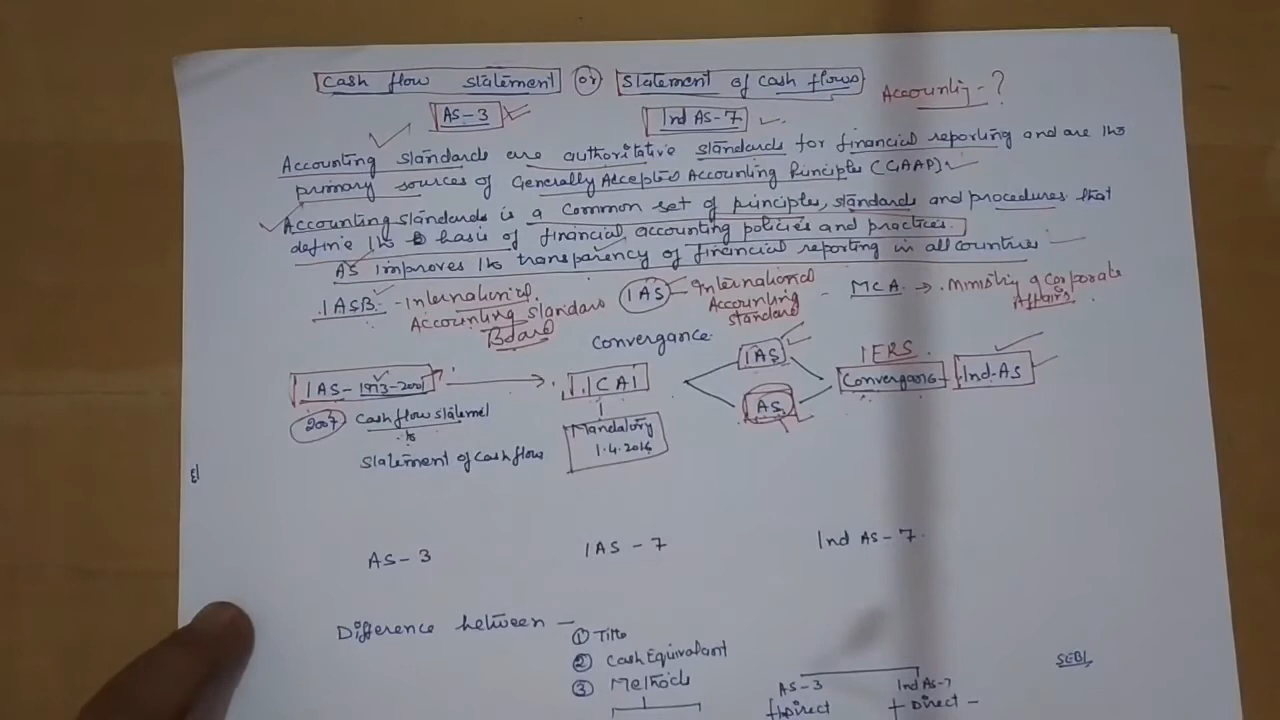 Cash flow statement or Statement of cash flows
Accounting - ?
AS-3
Ind AS-7
Accounting standards are authoritative standards for financial reporting and are the
primary sources of Generally Accepted Accounting Principles (GAAP)
Accounting standards is a common set of principles, standards and procedures that
define the basis of financial accounting policies and practices.
AS improves the transparency of financial reporting in all countries
IASB - International
Accounting Standard
Board
IAS - International
Accounting
Standard
MCA → Ministry of Corporate
Affairs
Convergance
IAS - 1973-2001
ICAI
IAS
AS
IFRS
Convergans
Ind-AS
2007
Cash flow statement
to
Statement of cash flow
Mandatory
1.4.2016
AS-3
IAS-7
Ind AS-7
Difference between -
① Title
② Cash Equivalant
③ Methods
AS-3
Ind AS-7
Direct
Direct -
SEBI